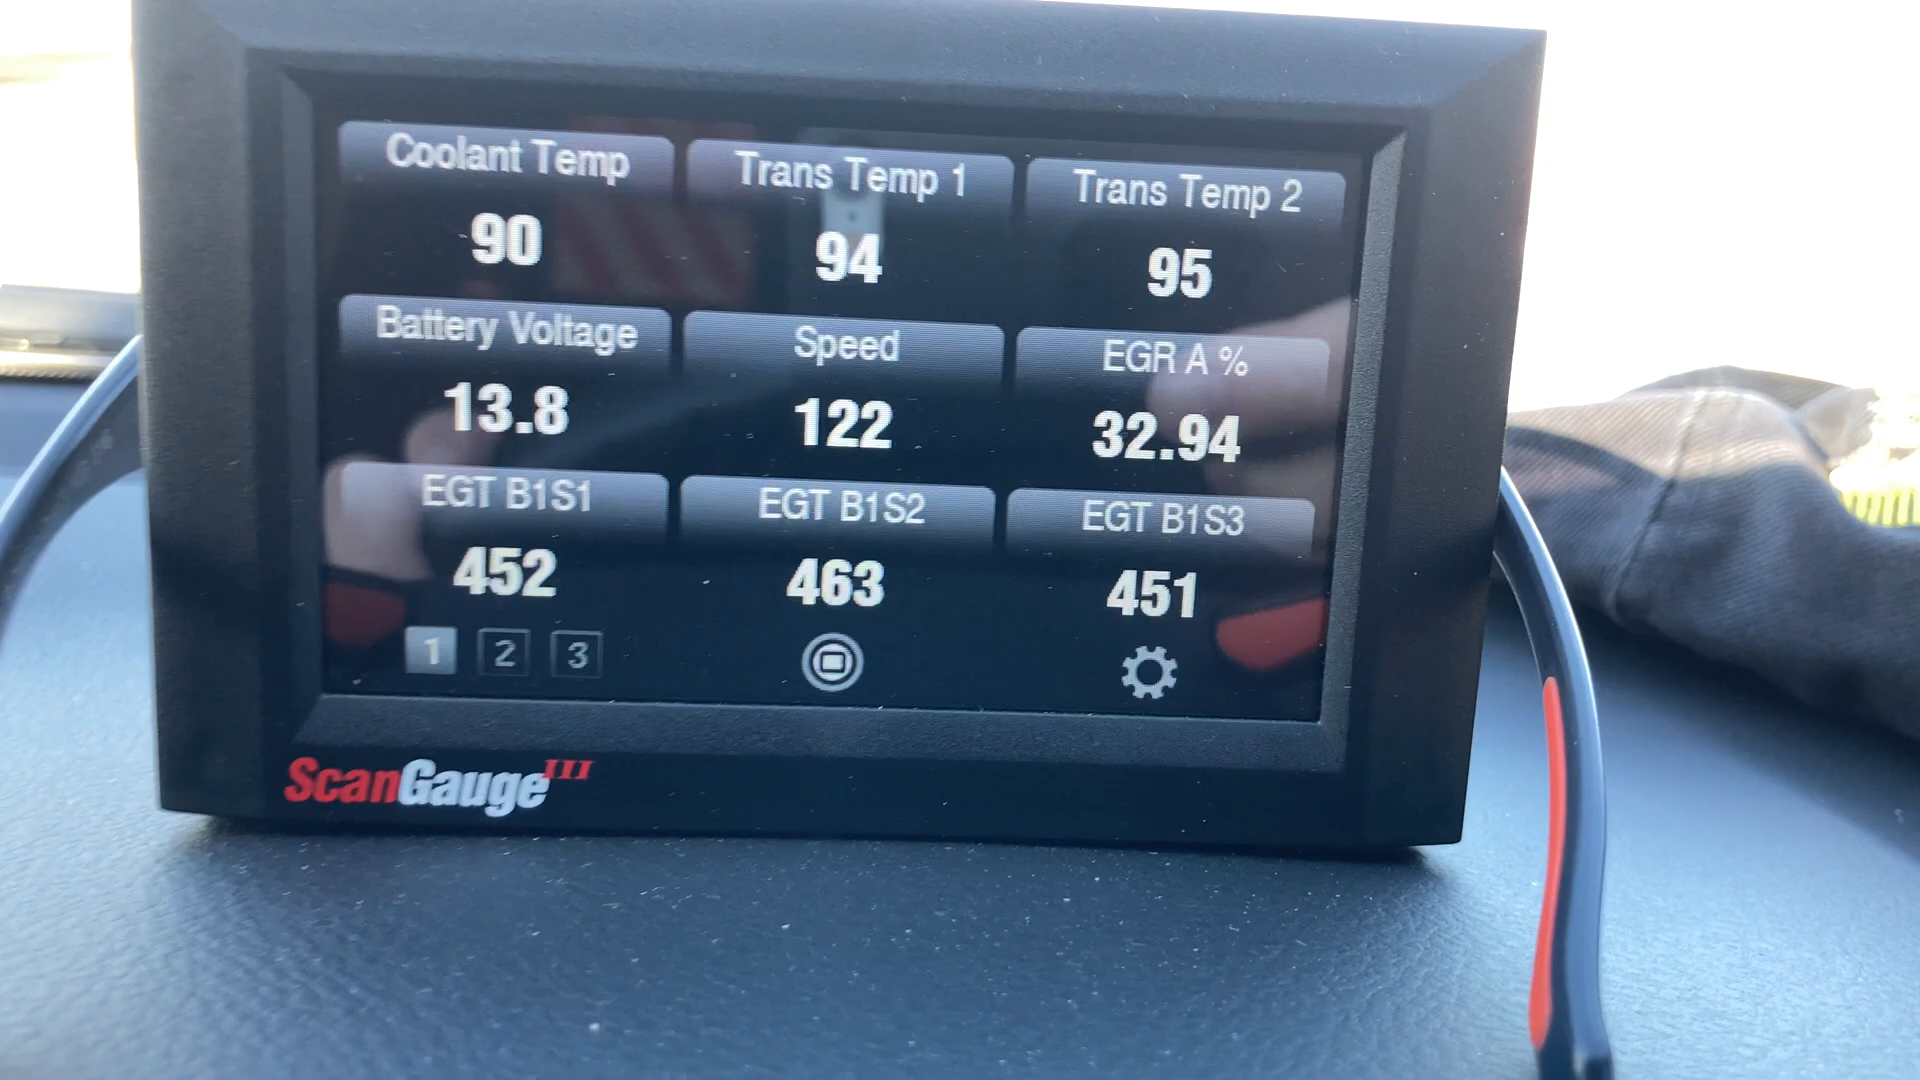 Coolant Temp
Trans Temp 1
Trans Temp 2
90
94
95
Battery Voltage
Speed
EGR A %
13.8
122
32.94
EGT B1S1
EGT B1S2
EGT B1S3
452
463
451
1 2 3
ScanGauge III